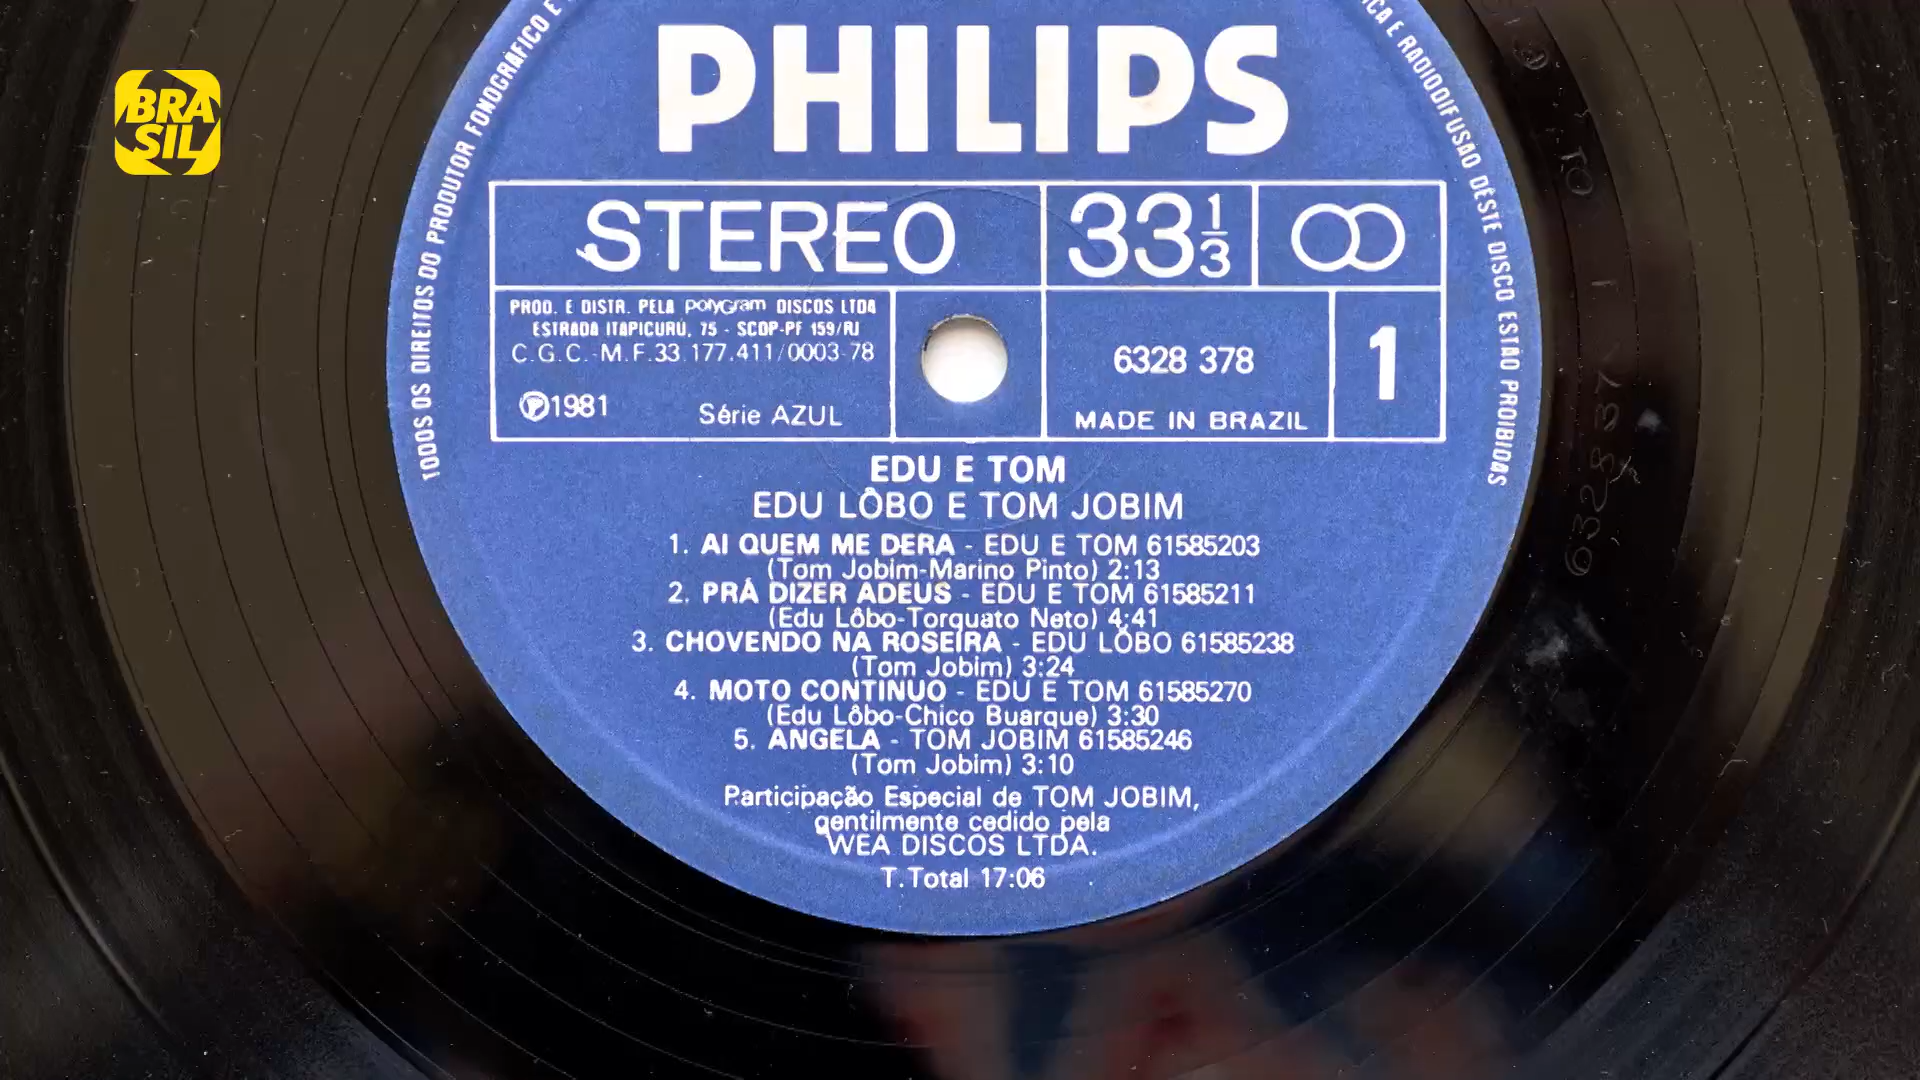 BRA
SIL
PHILIPS
TODOS OS DIREITOS DO PRODUTOR FONOGRÁFICO E
E RADIODIFUSÃO DÊSTE DISCO ESTÃO PROIBIDAS
STEREO
33 1/3
PROD. E DISTR. PELA polyGram DISCOS LTDA
ESTRADA ITAPICURU, 75 - SCDP-PF 159/RJ
C.G.C.-M.F.33.177.411/0003-78
Ⓟ1981
Série AZUL
6328 378
MADE IN BRAZIL
1
EDU E TOM
EDU LÔBO E TOM JOBIM
1. AI QUEM ME DERA - EDU E TOM 61585203
(Tom Jobim-Marino Pinto) 2:13
2. PRÁ DIZER ADEUS - EDU E TOM 61585211
(Edu Lôbo-Torquato Neto) 4:41
3. CHOVENDO NA ROSEIRA - EDU LÔBO 61585238
(Tom Jobim) 3:24
4. MOTO CONTINUO - EDU E TOM 61585270
(Edu Lôbo-Chico Buarque) 3:30
5. ANGELA - TOM JOBIM 61585246
(Tom Jobim) 3:10
Participação Especial de TOM JOBIM,
gentilmente cedido pela
WEA DISCOS LTDA.
T.Total 17:06